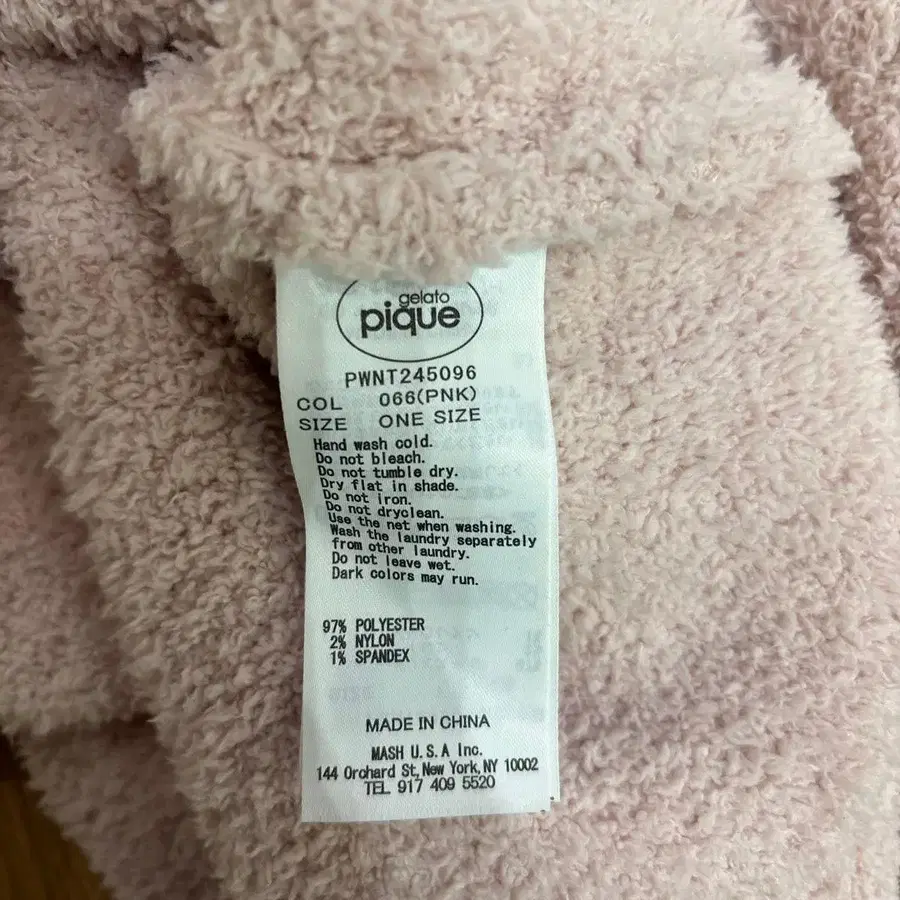 gelato
pique
PWNT245096
COL 066(PNK)
SIZE ONE SIZE
Hand wash cold.
Do not bleach.
Do not tumble dry.
Dry flat in shade.
Do not iron.
Do not dryclean.
Use the net when washing.
Wash the laundry separately
from other laundry.
Do not leave wet.
Dark colors may run.
97% POLYESTER
2% NYLON
1% SPANDEX
MADE IN CHINA
MASH U.S.A Inc.
144 Orchard St, New York, NY 10002
TEL 917 409 5520